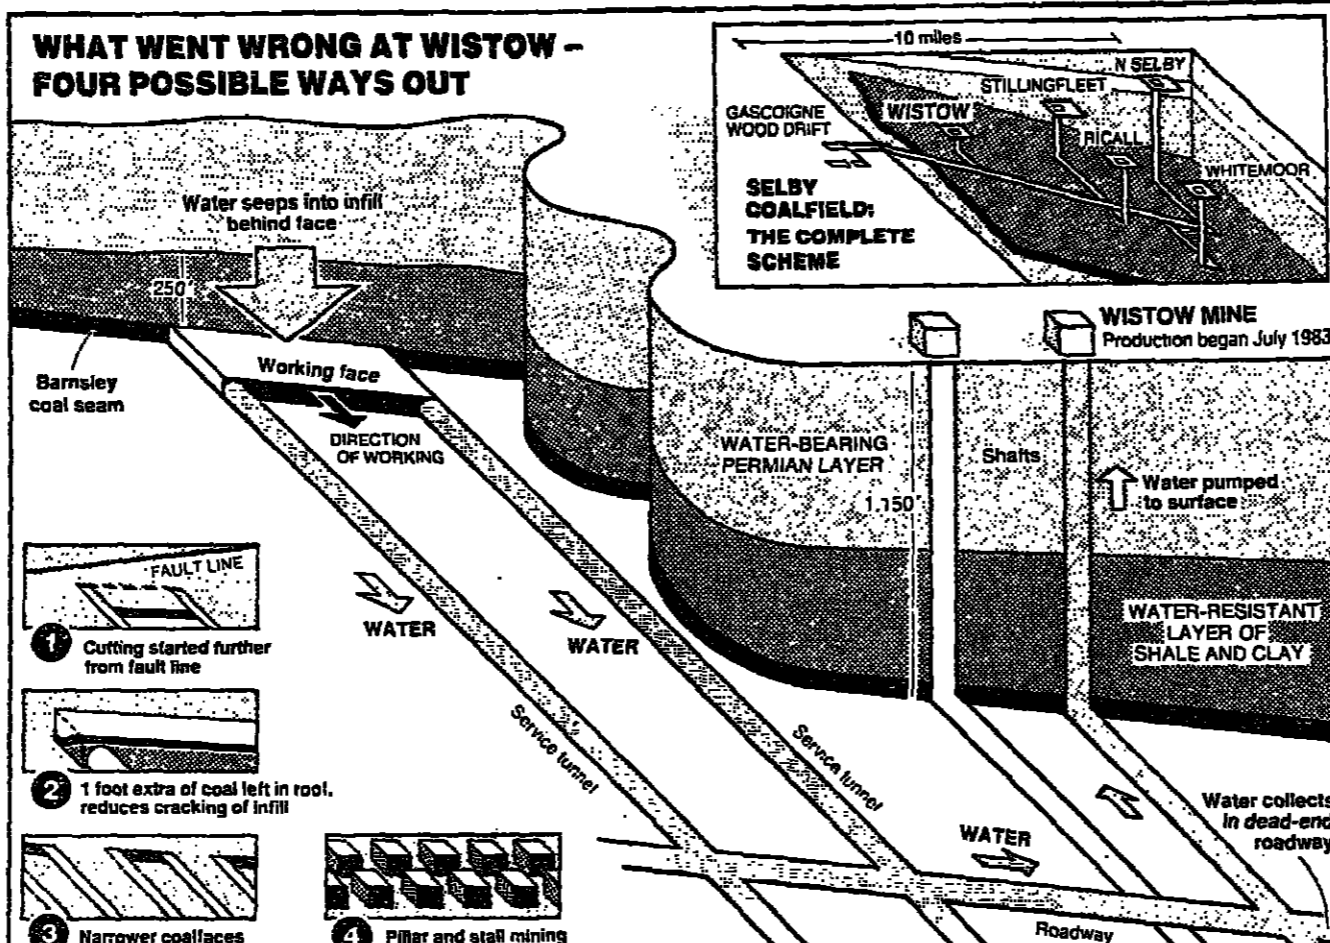 WHAT WENT WRONG AT WISTOW –
FOUR POSSIBLE WAYS OUT
10 miles
N SELBY
STILLINGFLEET
GASCOIGNE
WOOD DRIFT
WISTOW
RICALL
WHITEMOOR
SELBY
COALFIELD:
THE COMPLETE
SCHEME
Water seeps into infill
behind face
250'
Barnsley
coal seam
Working face
DIRECTION
OF WORKING
WISTOW MINE
Production began July 1983
WATER-BEARING
PERMIAN LAYER
Shafts
1,150'
Water pumped
to surface
WATER-RESISTANT
LAYER OF
SHALE AND CLAY
FAULT LINE
1 Cutting started further
from fault line
WATER
WATER
2 1 foot extra of coal left in roof,
reduces cracking of infill
Service tunnel
Service tunnel
WATER
Water collects
in dead-end
roadway
3 Narrower coalfaces
4 Pillar and stall mining
Roadway